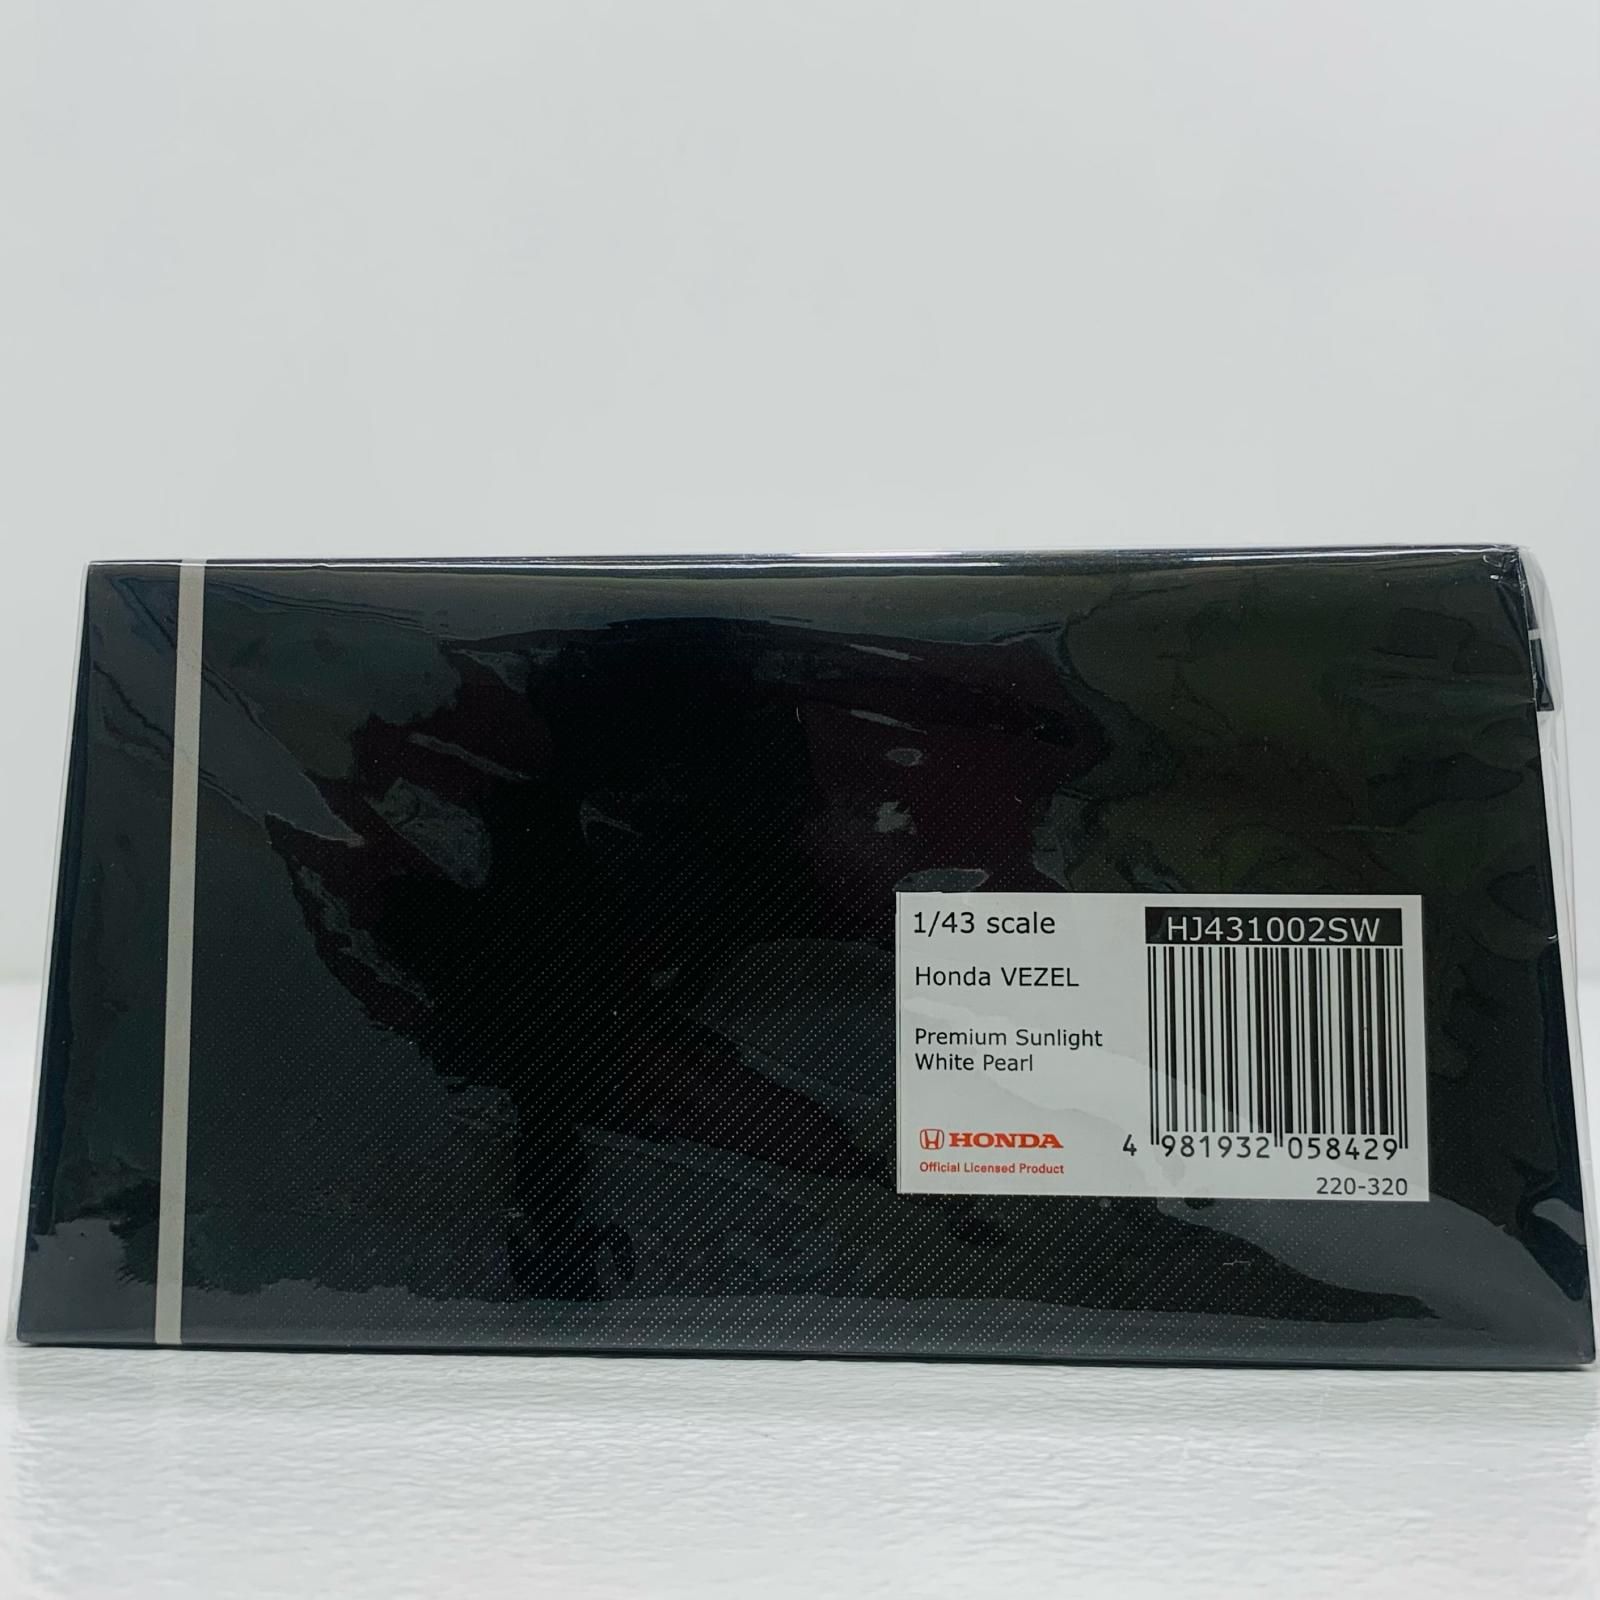 1/43 scale
HJ431002SW
Honda VEZEL
Premium Sunlight
White Pearl
HONDA
Official Licensed Product
4 981932 058429
220-320